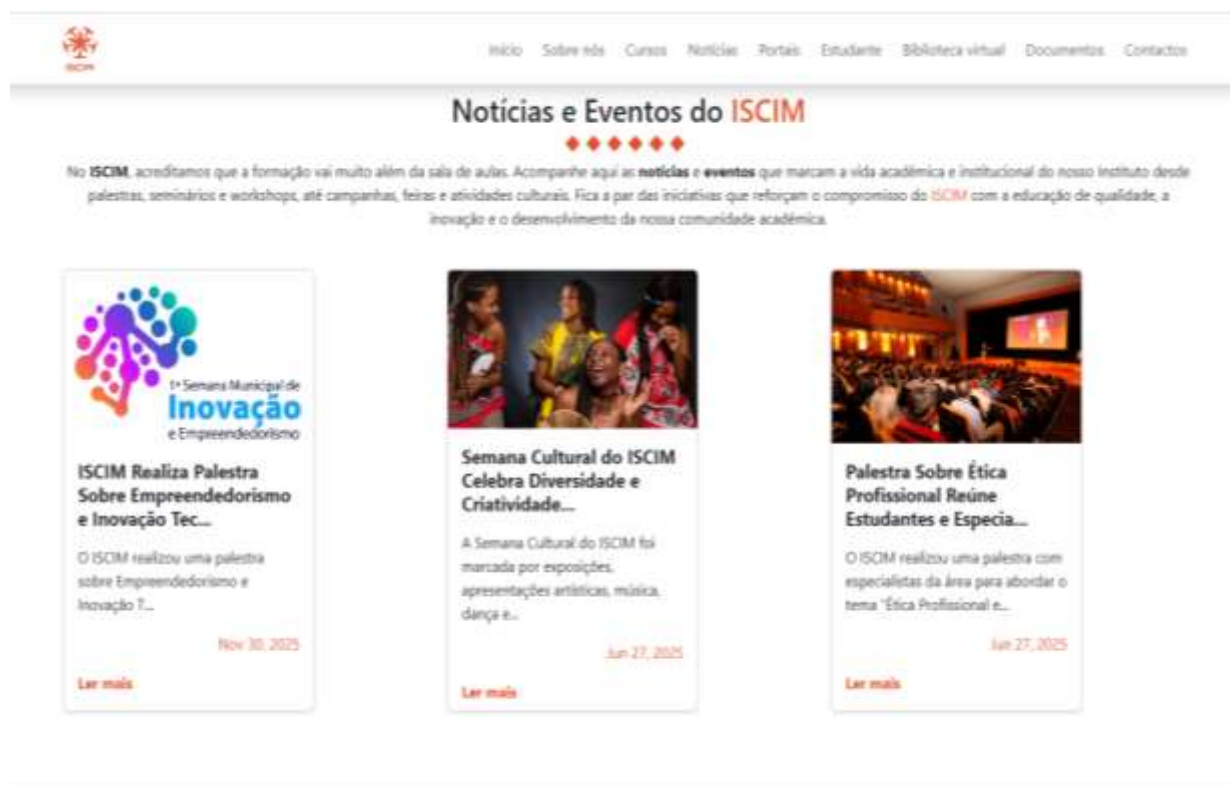 ISCIM
Início Sobre nós Cursos Notícias Portais Estudante Biblioteca virtual Documentos Contactos
Notícias e Eventos do ISCIM
No ISCIM, acreditamos que a formação vai muito além da sala de aulas. Acompanhe aqui as notícias e eventos que marcam a vida acadêmica e institucional do nosso Instituto desde
palestras, seminários e workshops, até campanhas, feiras e atividades culturais. Fica a par das iniciativas que reforçam o compromisso do ISCIM com a educação de qualidade, a
inovação e o desenvolvimento da nossa comunidade acadêmica.
1ª Semana Municipal de
Inovação
e Empreendedorismo
ISCIM Realiza Palestra
Sobre Empreendedorismo
e Inovação Tec...
O ISCIM realizou uma palestra
sobre Empreendedorismo e
Inovação T...
Nov 30, 2025
Ler mais
Semana Cultural do ISCIM
Celebra Diversidade e
Criatividade...
A Semana Cultural do ISCIM foi
marcada por exposições,
apresentações artísticas, música,
dança e...
Jun 27, 2025
Ler mais
Palestra Sobre Ética
Profissional Reúne
Estudantes e Especia...
O ISCIM realizou uma palestra com
especialistas da área para abordar o
tema "Ética Profissional e...
Jun 27, 2025
Ler mais